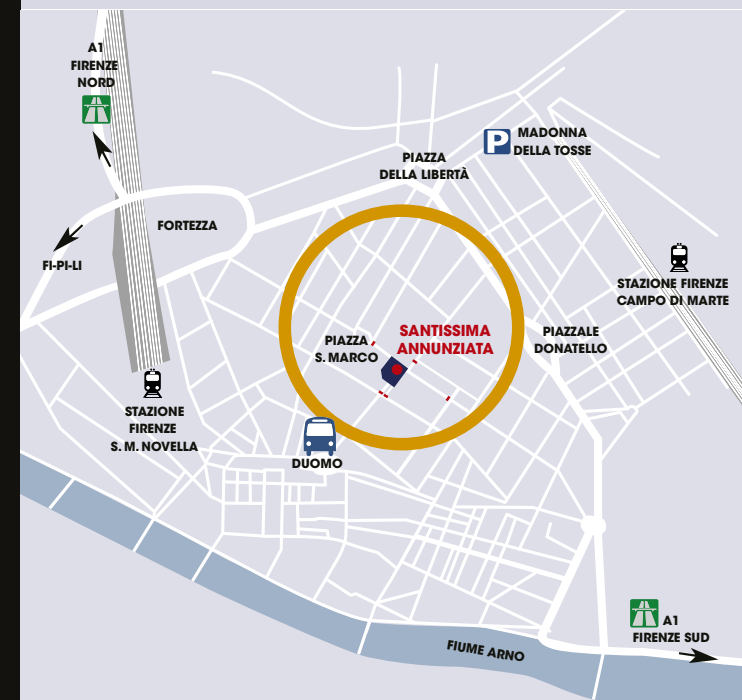 A1
FIRENZE
NORD
P
MADONNA
DELLA TOSSE
PIAZZA
DELLA LIBERTÀ
FORTEZZA
FI-PI-LI
STAZIONE FIRENZE
CAMPO DI MARTE
SANTISSIMA
ANNUNZIATA
PIAZZA
S. MARCO
PIAZZALE
DONATELLO
STAZIONE
FIRENZE
S. M. NOVELLA
DUOMO
A1
FIRENZE SUD
FIUME ARNO